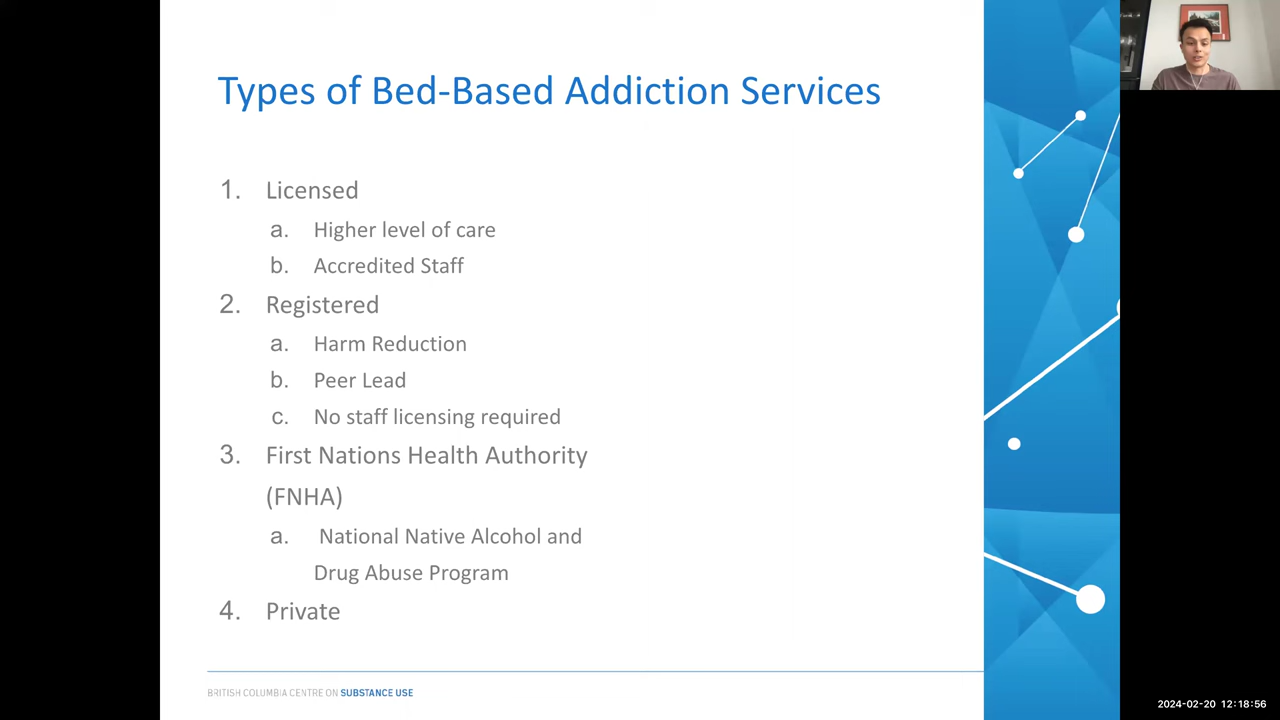 Types of Bed-Based Addiction Services
1. Licensed
a. Higher level of care
b. Accredited Staff
2. Registered
a. Harm Reduction
b. Peer Lead
c. No staff licensing required
3. First Nations Health Authority
(FNHA)
a. National Native Alcohol and
Drug Abuse Program
4. Private
BRITISH COLUMBIA CENTRE ON SUBSTANCE USE
2024-02-20 12:18:56